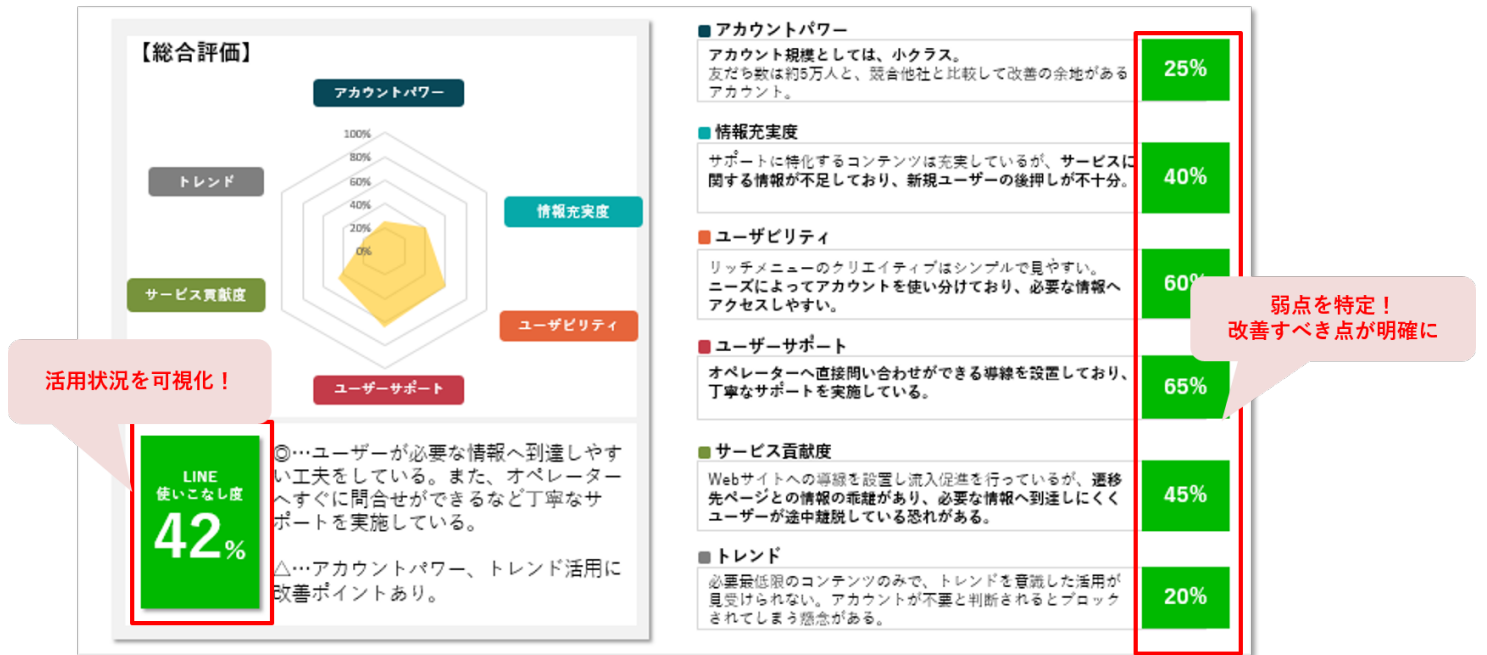 【総合評価】
アカウントパワー
100%
80%
60%
40%
20%
0%
トレンド
情報充実度
サービス貢献度
ユーザビリティ
ユーザーサポート
活用状況を可視化！
LINE
使いこなし度
42%
◎…ユーザーが必要な情報へ到達しやす
い工夫をしている。また、オペレーター
へすぐに問合せができるなど丁寧なサ
ポートを実施している。
△…アカウントパワー、トレンド活用に
改善ポイントあり。
アカウントパワー
アカウント規模としては、小クラス。
友だち数は約5万人と、競合他社と比較して改善の余地がある
アカウント。
25%
情報充実度
サポートに特化するコンテンツは充実しているが、サービスに
関する情報が不足しており、新規ユーザーの後押しが不十分。
40%
ユーザビリティ
リッチメニューのクリエイティブはシンプルで見やすい。
ニーズによってアカウントを使い分けており、必要な情報へ
アクセスしやすい。
60%
弱点を特定！
改善すべき点が明確に
ユーザーサポート
オペレーターへ直接問い合わせができる導線を設置しており、
丁寧なサポートを実施している。
65%
サービス貢献度
Webサイトへの導線を設置し流入促進を行っているが、遷移
先ページとの情報の乖離があり、必要な情報へ到達しにくく
ユーザーが途中離脱している恐れがある。
45%
トレンド
必要最低限のコンテンツのみで、トレンドを意識した活用が
見受けられない。アカウントが不要と判断されるとブロック
されてしまう懸念がある。
20%